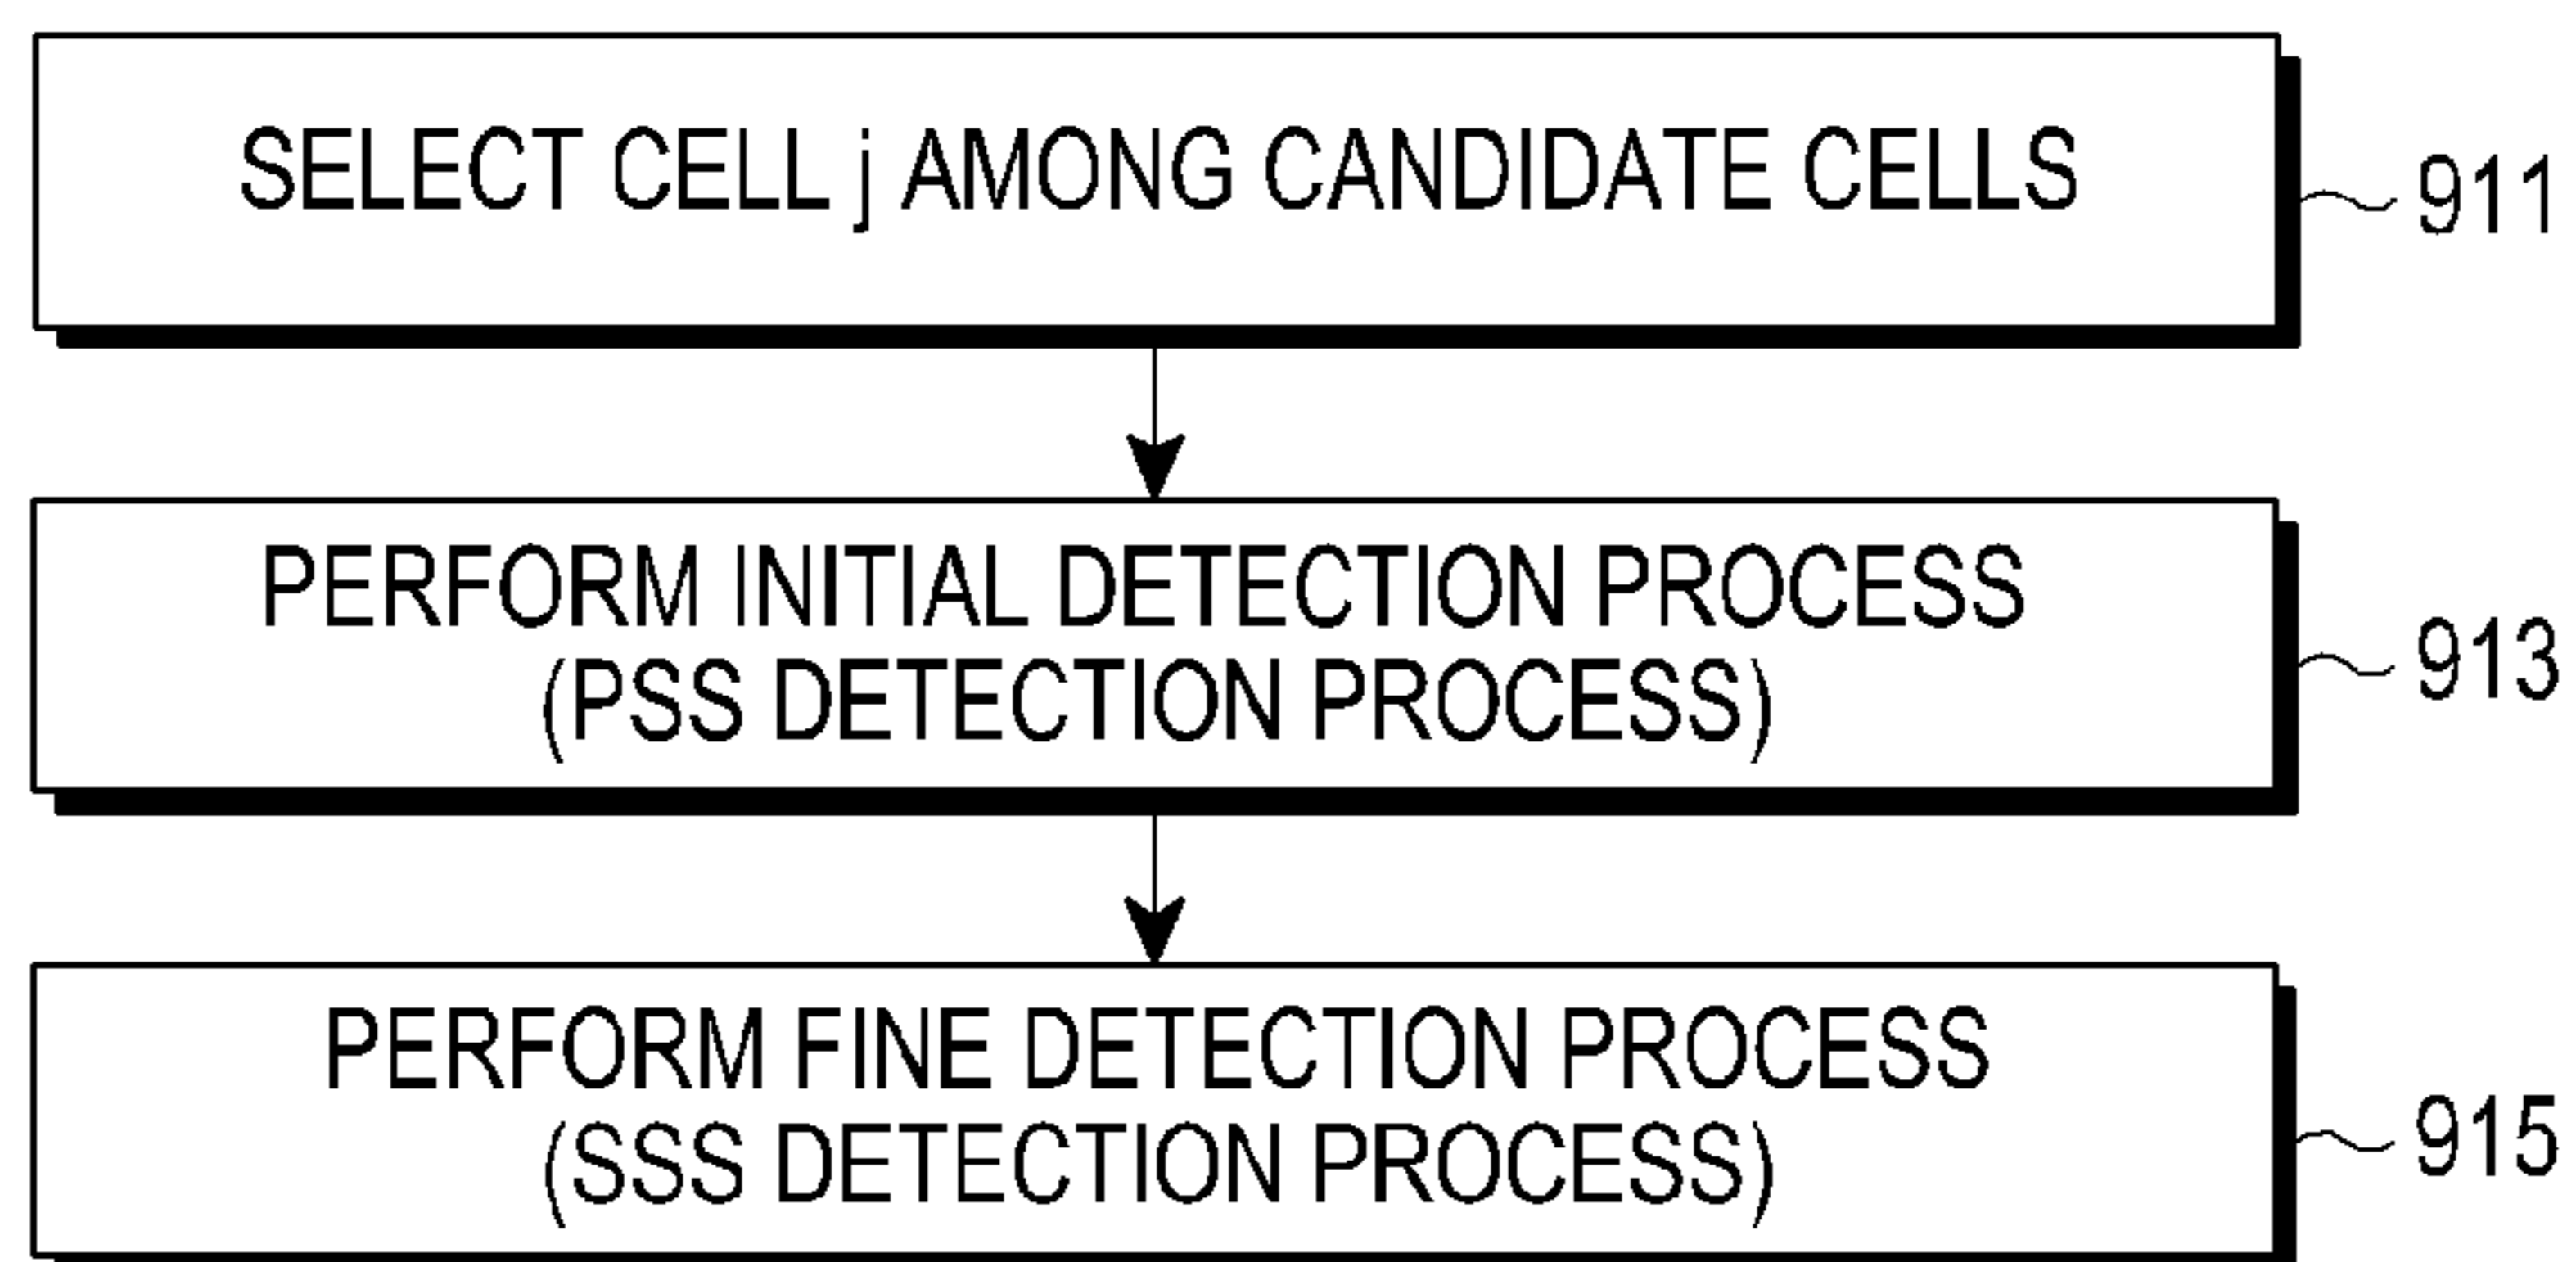 SELECT CELL j AMONG CANDIDATE CELLS
911
PERFORM INITIAL DETECTION PROCESS
(PSS DETECTION PROCESS)
913
PERFORM FINE DETECTION PROCESS
(SSS DETECTION PROCESS)
915